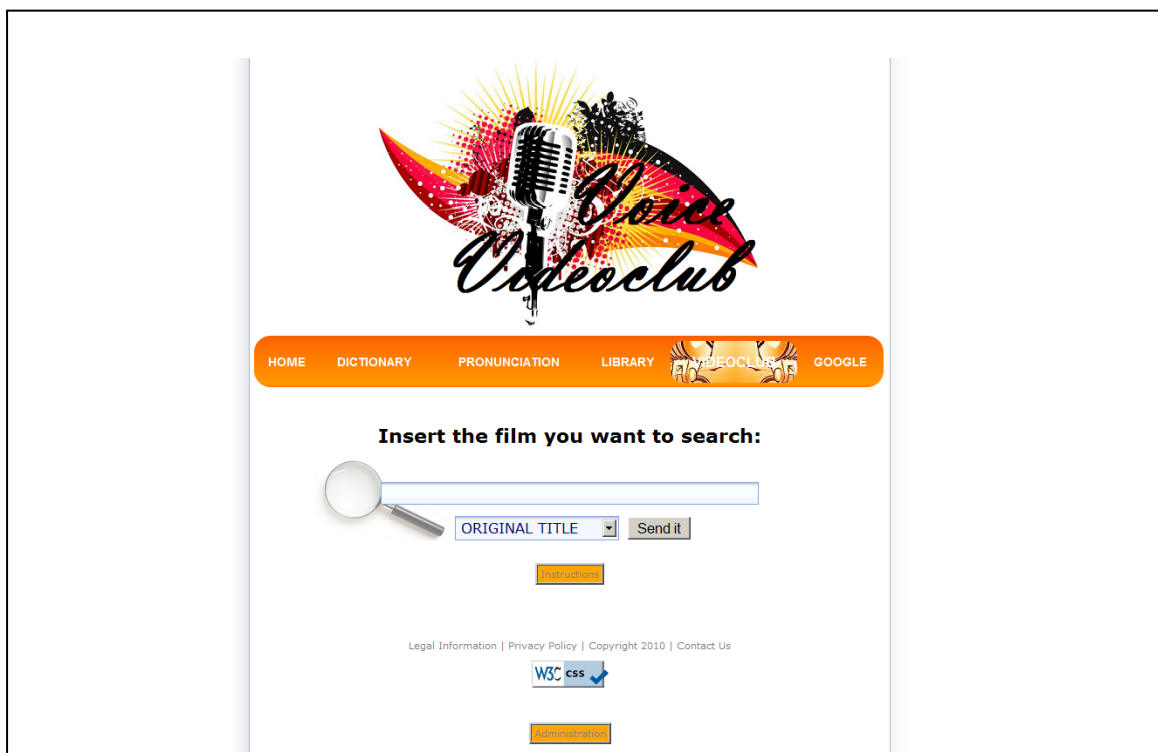 Voice
Videoclub
HOME DICTIONARY PRONUNCIATION LIBRARY VIDEOCLUB GOOGLE
Insert the film you want to search:
ORIGINAL TITLE Send it
Instructions
Legal Information | Privacy Policy | Copyright 2010 | Contact Us
W3C css
Administration